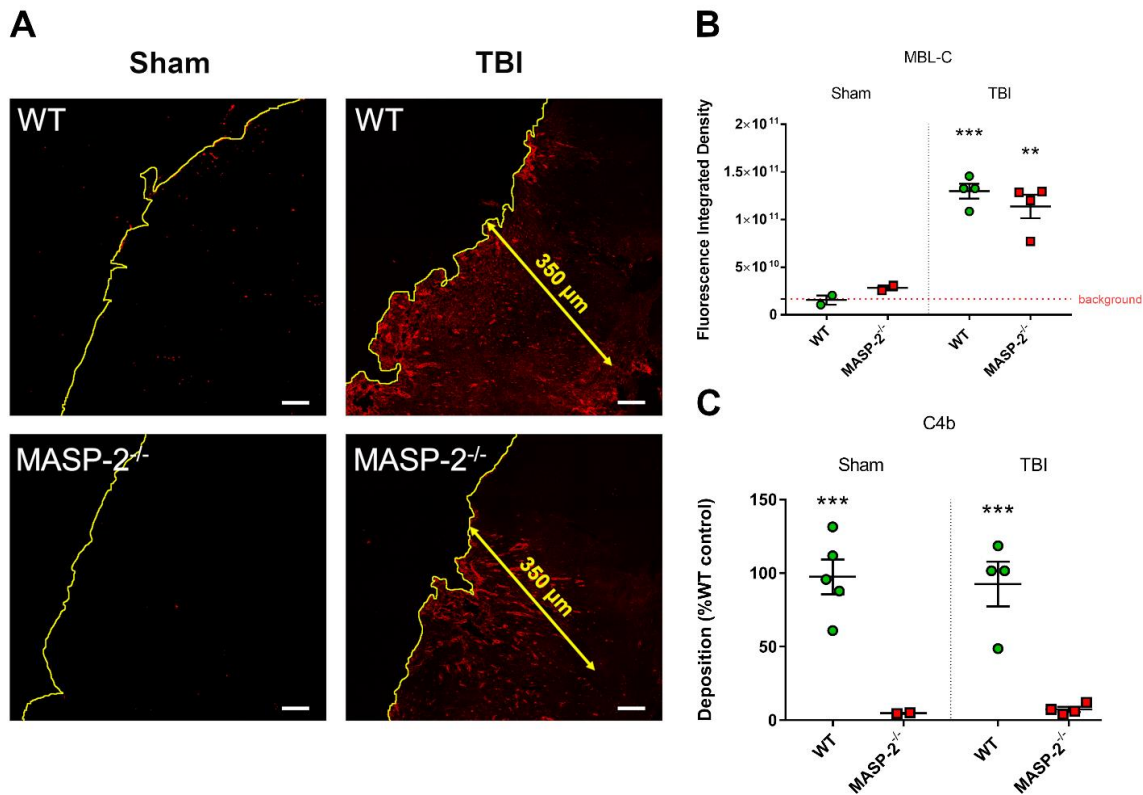 A
Sham
TBI
WT
WT
350 µm
MASP-2-/-
MASP-2-/-
350 µm
B
MBL-C
Sham
TBI
Fluorescence Integrated Density
2×10¹¹
1.5×10¹¹
1×10¹¹
5×10¹⁰
0
***
**
background
WT
MASP-2-/-
WT
MASP-2-/-
C
C4b
Sham
TBI
Deposition (%WT control)
150
100
50
0
***
***
WT
MASP-2-/-
WT
MASP-2-/-